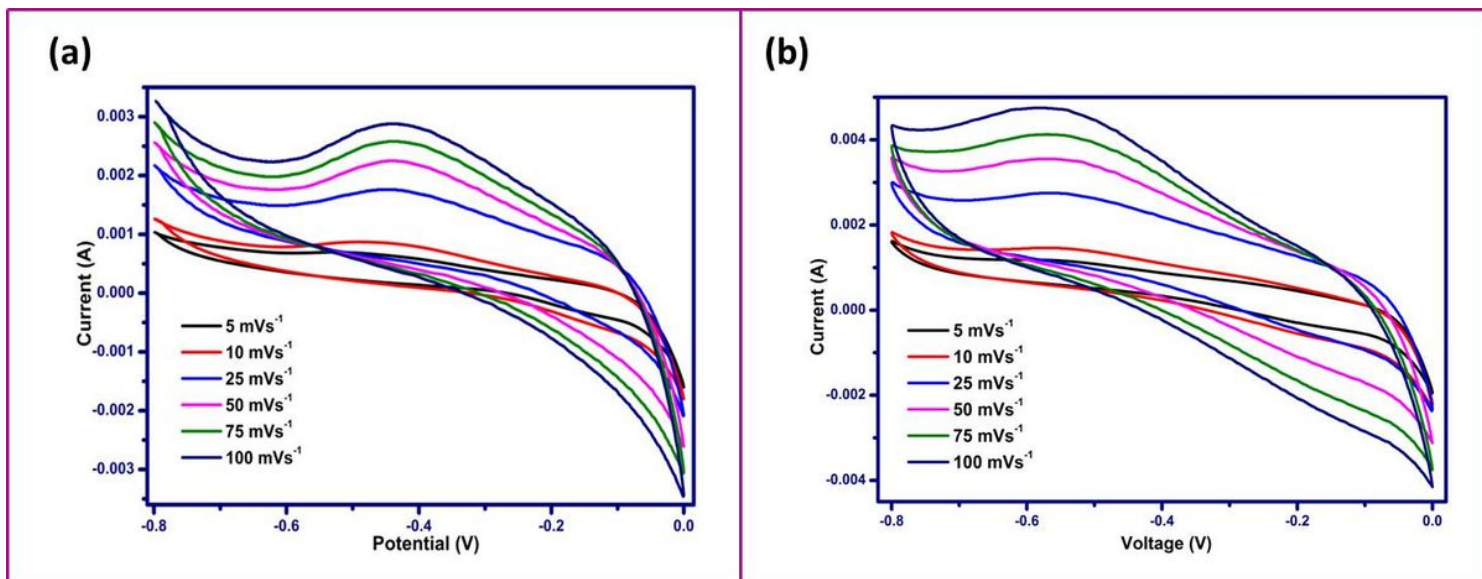 (a)
0.003
0.002
0.001
0.000
-0.001
-0.002
-0.003
Current (A)
5 mVs⁻¹
10 mVs⁻¹
25 mVs⁻¹
50 mVs⁻¹
75 mVs⁻¹
100 mVs⁻¹
-0.8 -0.6 -0.4 -0.2 0.0
Potential (V)
(b)
0.004
0.002
0.000
-0.002
-0.004
Current (A)
5 mVs⁻¹
10 mVs⁻¹
25 mVs⁻¹
50 mVs⁻¹
75 mVs⁻¹
100 mVs⁻¹
-0.8 -0.6 -0.4 -0.2 0.0
Voltage (V)